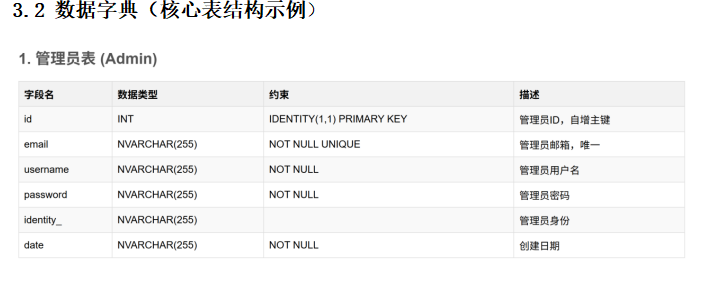 3.2 数据字典（核心表结构示例）
1. 管理员表 (Admin)
字段名 数据类型 约束 描述
id INT IDENTITY(1,1) PRIMARY KEY 管理员ID，自增主键
email NVARCHAR(255) NOT NULL UNIQUE 管理员邮箱，唯一
username NVARCHAR(255) NOT NULL 管理员用户名
password NVARCHAR(255) NOT NULL 管理员密码
identity_ NVARCHAR(255) 管理员身份
date NVARCHAR(255) NOT NULL 创建日期